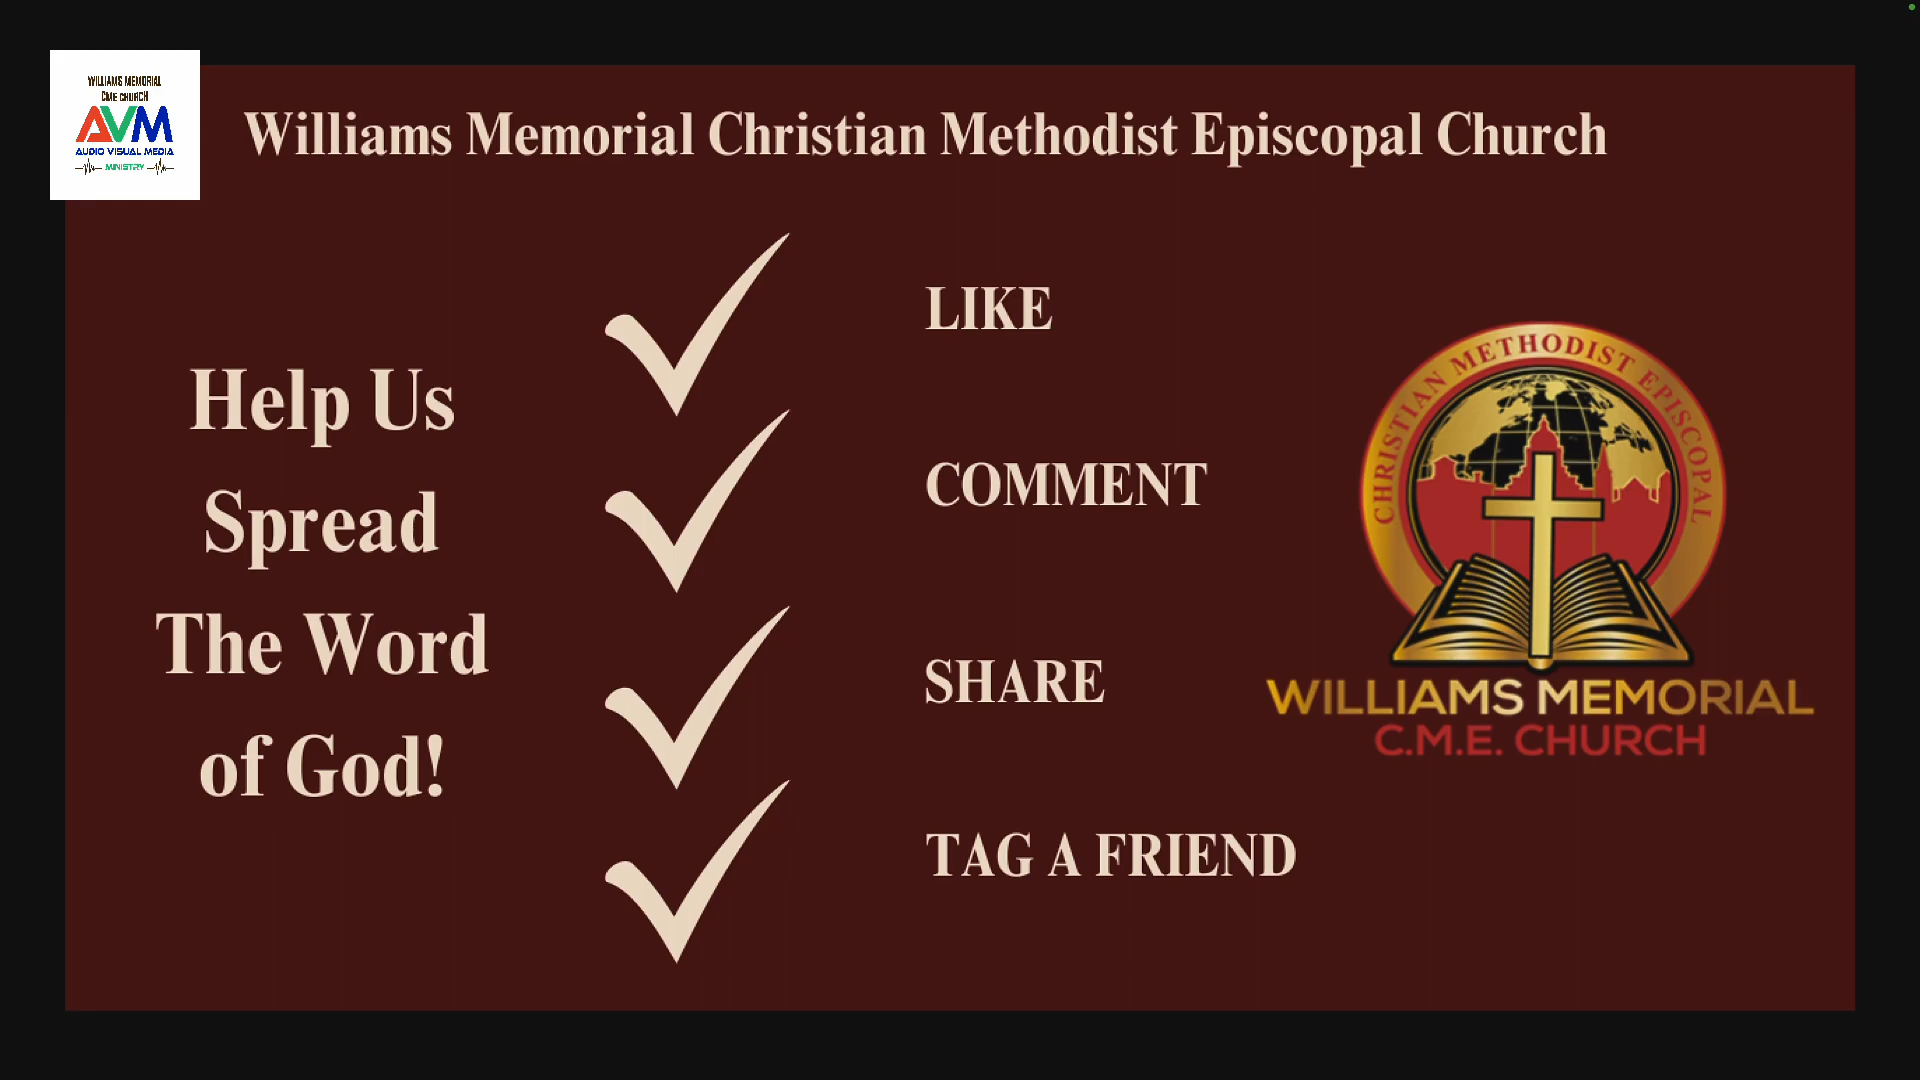 WILLIAMS MEMORIAL
CME CHURCH
AVM
AUDIO VISUAL MEDIA
MINISTRY
Williams Memorial Christian Methodist Episcopal Church
Help Us
Spread
The Word
of God!
LIKE
COMMENT
SHARE
TAG A FRIEND
CHRISTIAN METHODIST EPISCOPAL
WILLIAMS MEMORIAL
C.M.E. CHURCH